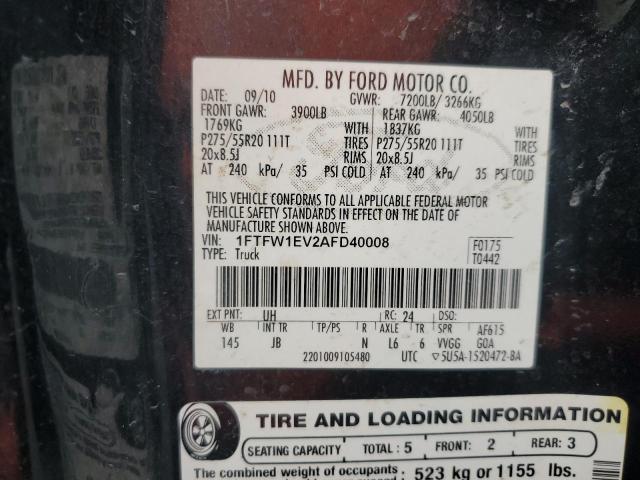 MFD. BY FORD MOTOR CO.
DATE: 09/10 GVWR: 7200LB/ 3266KG
FRONT GAWR: 3900LB REAR GAWR: 4050LB
1769KG WITH 1837KG WITH
P275/55R20 111T TIRES P275/55R20 111T TIRES
20x8.5J RIMS 20x8.5J RIMS
AT 240 kPa/ 35 PSI COLD AT 240 kPa/ 35 PSI COLD
THIS VEHICLE CONFORMS TO ALL APPLICABLE FEDERAL MOTOR
VEHICLE SAFETY STANDARDS IN EFFECT ON THE DATE OF
MANUFACTURE SHOWN ABOVE.
VIN: 1FTFW1EV2AFD40008 F0175
TYPE: Truck T0442
EXT PNT: UH RC: 24 DSO:
WB INT TR TP/PS R AXLE TR SPR AF615
145 JB N L6 6 VVGG GOA
2201009105480 UTC ▽5U5A-1520472-BA
TIRE AND LOADING INFORMATION
SEATING CAPACITY TOTAL : 5 FRONT: 2 REAR: 3
The combined weight of occupants 523 kg or 1155 lbs.